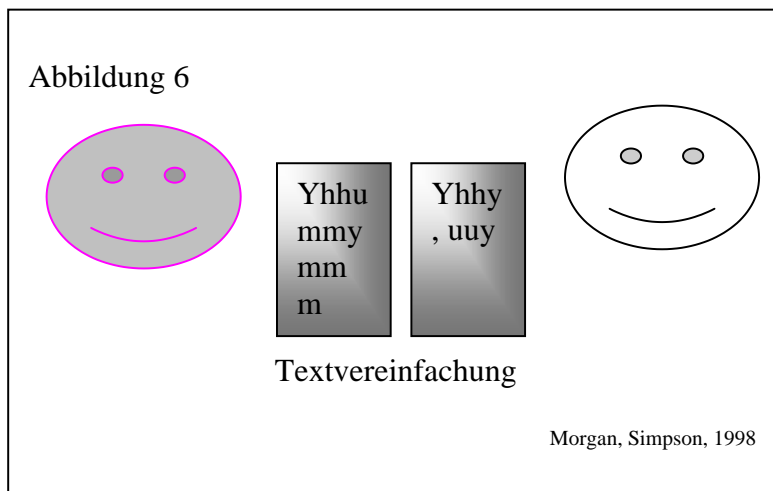 Abbildung 6
Yhhu
mmy
mm
m
Yhhy
, uuy
Textvereinfachung
Morgan, Simpson, 1998